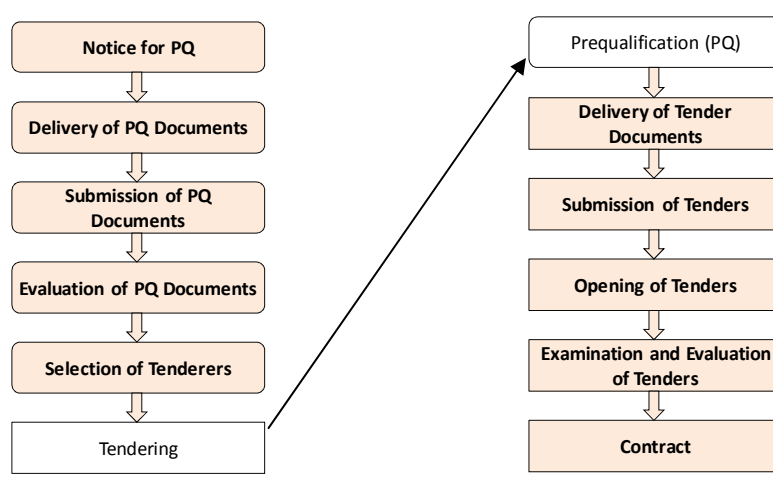 Notice for PQ
Delivery of PQ Documents
Submission of PQ
Documents
Evaluation of PQ Documents
Selection of Tenderers
Tendering
Prequalification (PQ)
Delivery of Tender
Documents
Submission of Tenders
Opening of Tenders
Examination and Evaluation
of Tenders
Contract